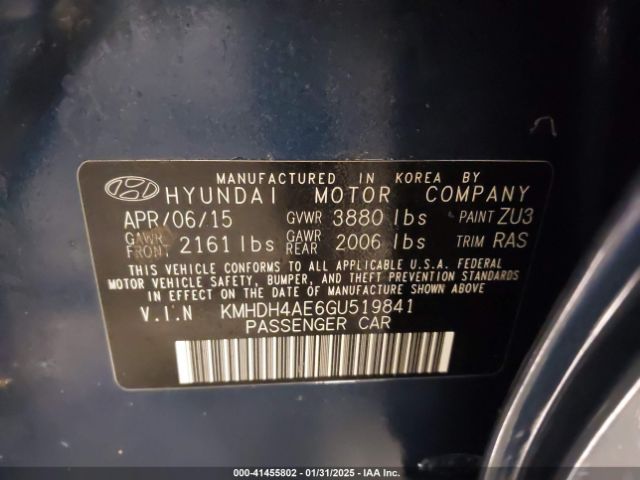 MANUFACTURED IN KOREA BY
HYUNDAI MOTOR COMPANY
APR/06/15 GVWR 3880 lbs PAINT ZU3
GAWR FRONT 2161 lbs GAWR REAR 2006 lbs TRIM RAS
THIS VEHICLE CONFORMS TO ALL APPLICABLE U.S.A. FEDERAL
MOTOR VEHICLE SAFETY, BUMPER, AND THEFT PREVENTION STANDARDS
IN EFFECT ON THE DATE OF MANUFACTURE SHOWN ABOVE
V.I.N KMHDH4AE6GU519841
PASSENGER CAR
000-41455802 - 01/31/2025 - IAA Inc.